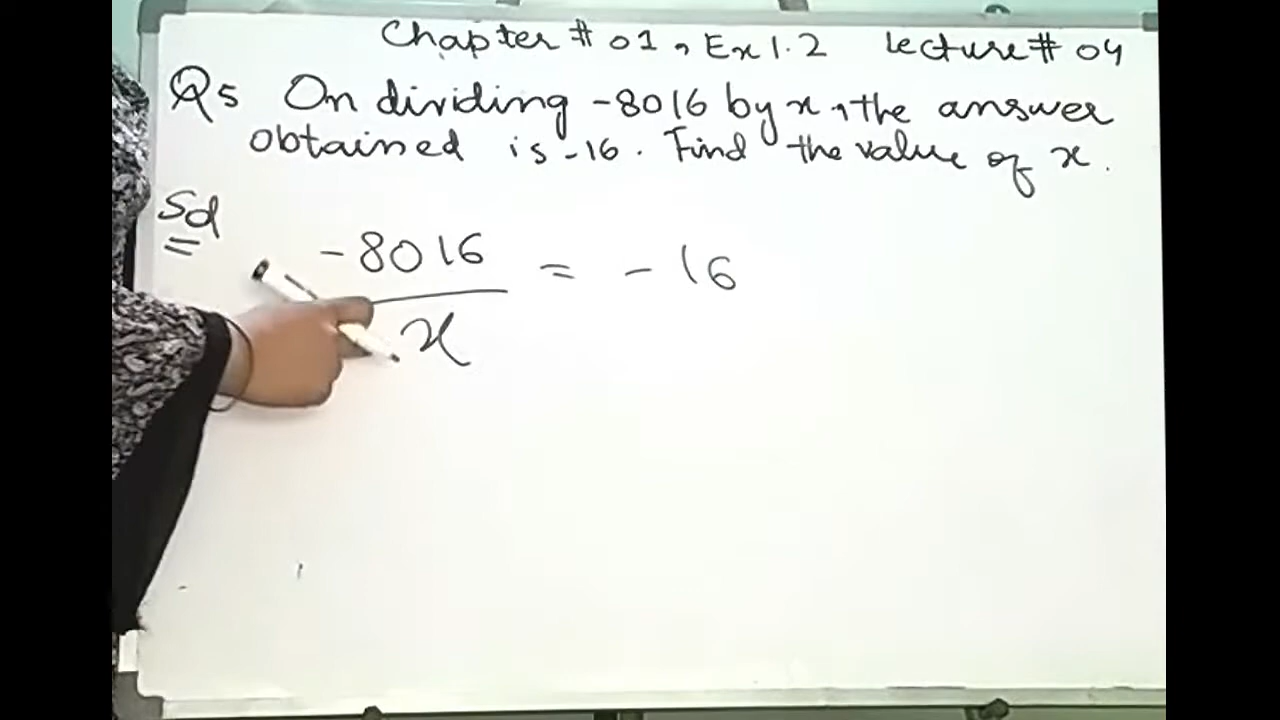 Chapter # 01, Ex 1.2 Lecture # 04
Q5 On dividing -8016 by x, the answer
obtained is -16. Find the value of x.
Sol
-8016 = -16
x